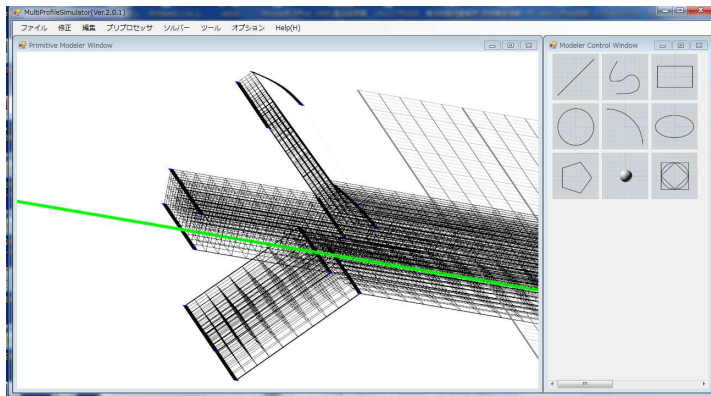 MultiProfileSimulator(Ver.2.0.1)
ファイル 修正 編集 プリプロセッサ ソルバー ツール オプション Help(H)
Primitive Modeler Window
Modeler Control Window